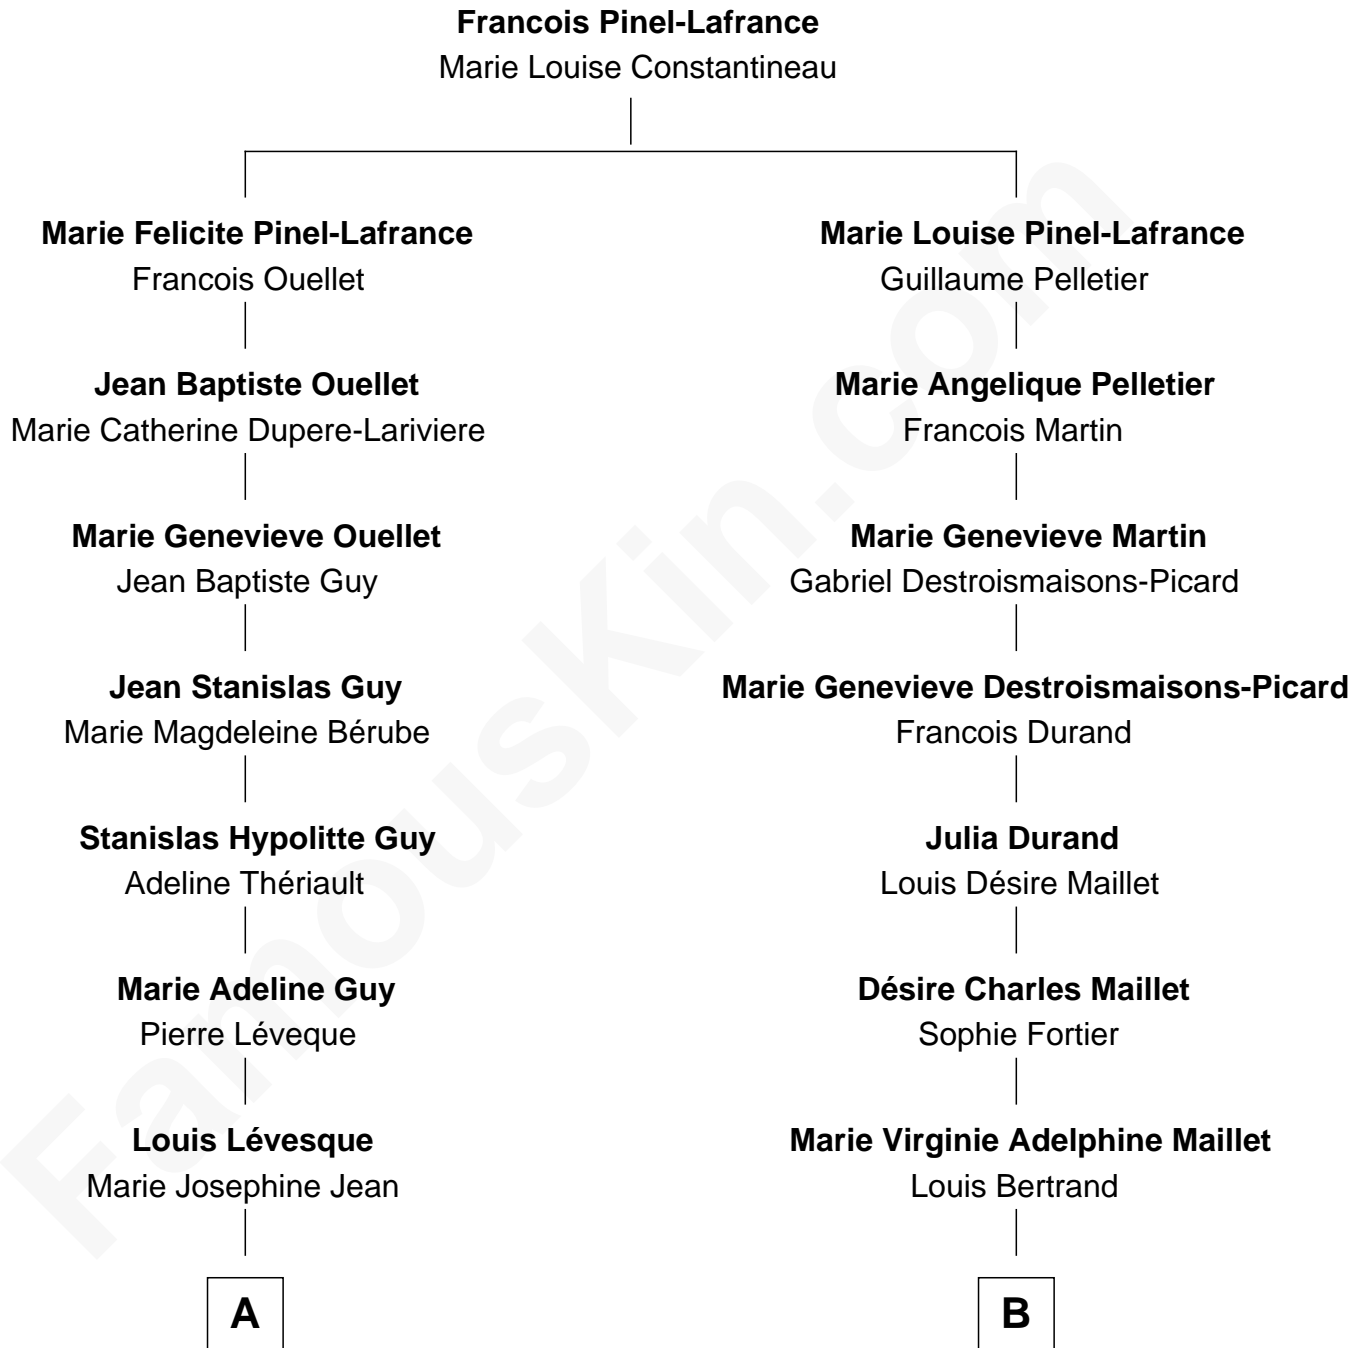 Francois Pinel-Lafrance
Marie Louise Constantineau
Marie Felicite Pinel-Lafrance
Francois Ouellet
Jean Baptiste Ouellet
Marie Catherine Dupere-Lariviere
Marie Genevieve Ouellet
Jean Baptiste Guy
Jean Stanislas Guy
Marie Magdeleine Bérube
Stanislas Hypolitte Guy
Adeline Thériault
Marie Adeline Guy
Pierre Léveque
Louis Lévesque
Marie Josephine Jean
A
Marie Louise Pinel-Lafrance
Guillaume Pelletier
Marie Angelique Pelletier
Francois Martin
Marie Genevieve Martin
Gabriel Destroismaisons-Picard
Marie Genevieve Destroismaisons-Picard
Francois Durand
Julia Durand
Louis Désire Maillet
Désire Charles Maillet
Sophie Fortier
Marie Virginie Adelphine Maillet
Louis Bertrand
B
FamousKin.com